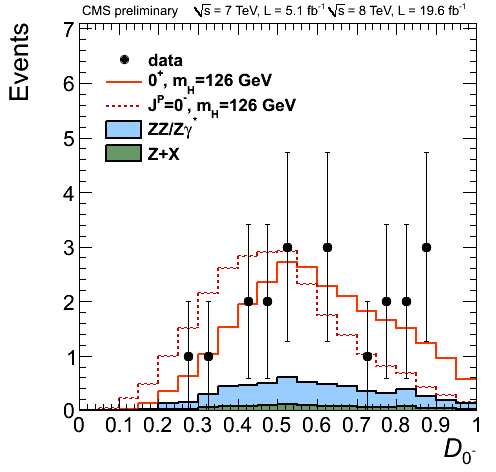 CMS preliminary √s = 7 TeV, L = 5.1 fb⁻¹ √s = 8 TeV, L = 19.6 fb⁻¹
Events
7
6
5
4
3
2
1
0
data
0⁺, m_H=126 GeV
J^P=0⁻, m_H=126 GeV
ZZ/Zγ*
Z+X
0 0.1 0.2 0.3 0.4 0.5 0.6 0.7 0.8 0.9 1
D_0⁻